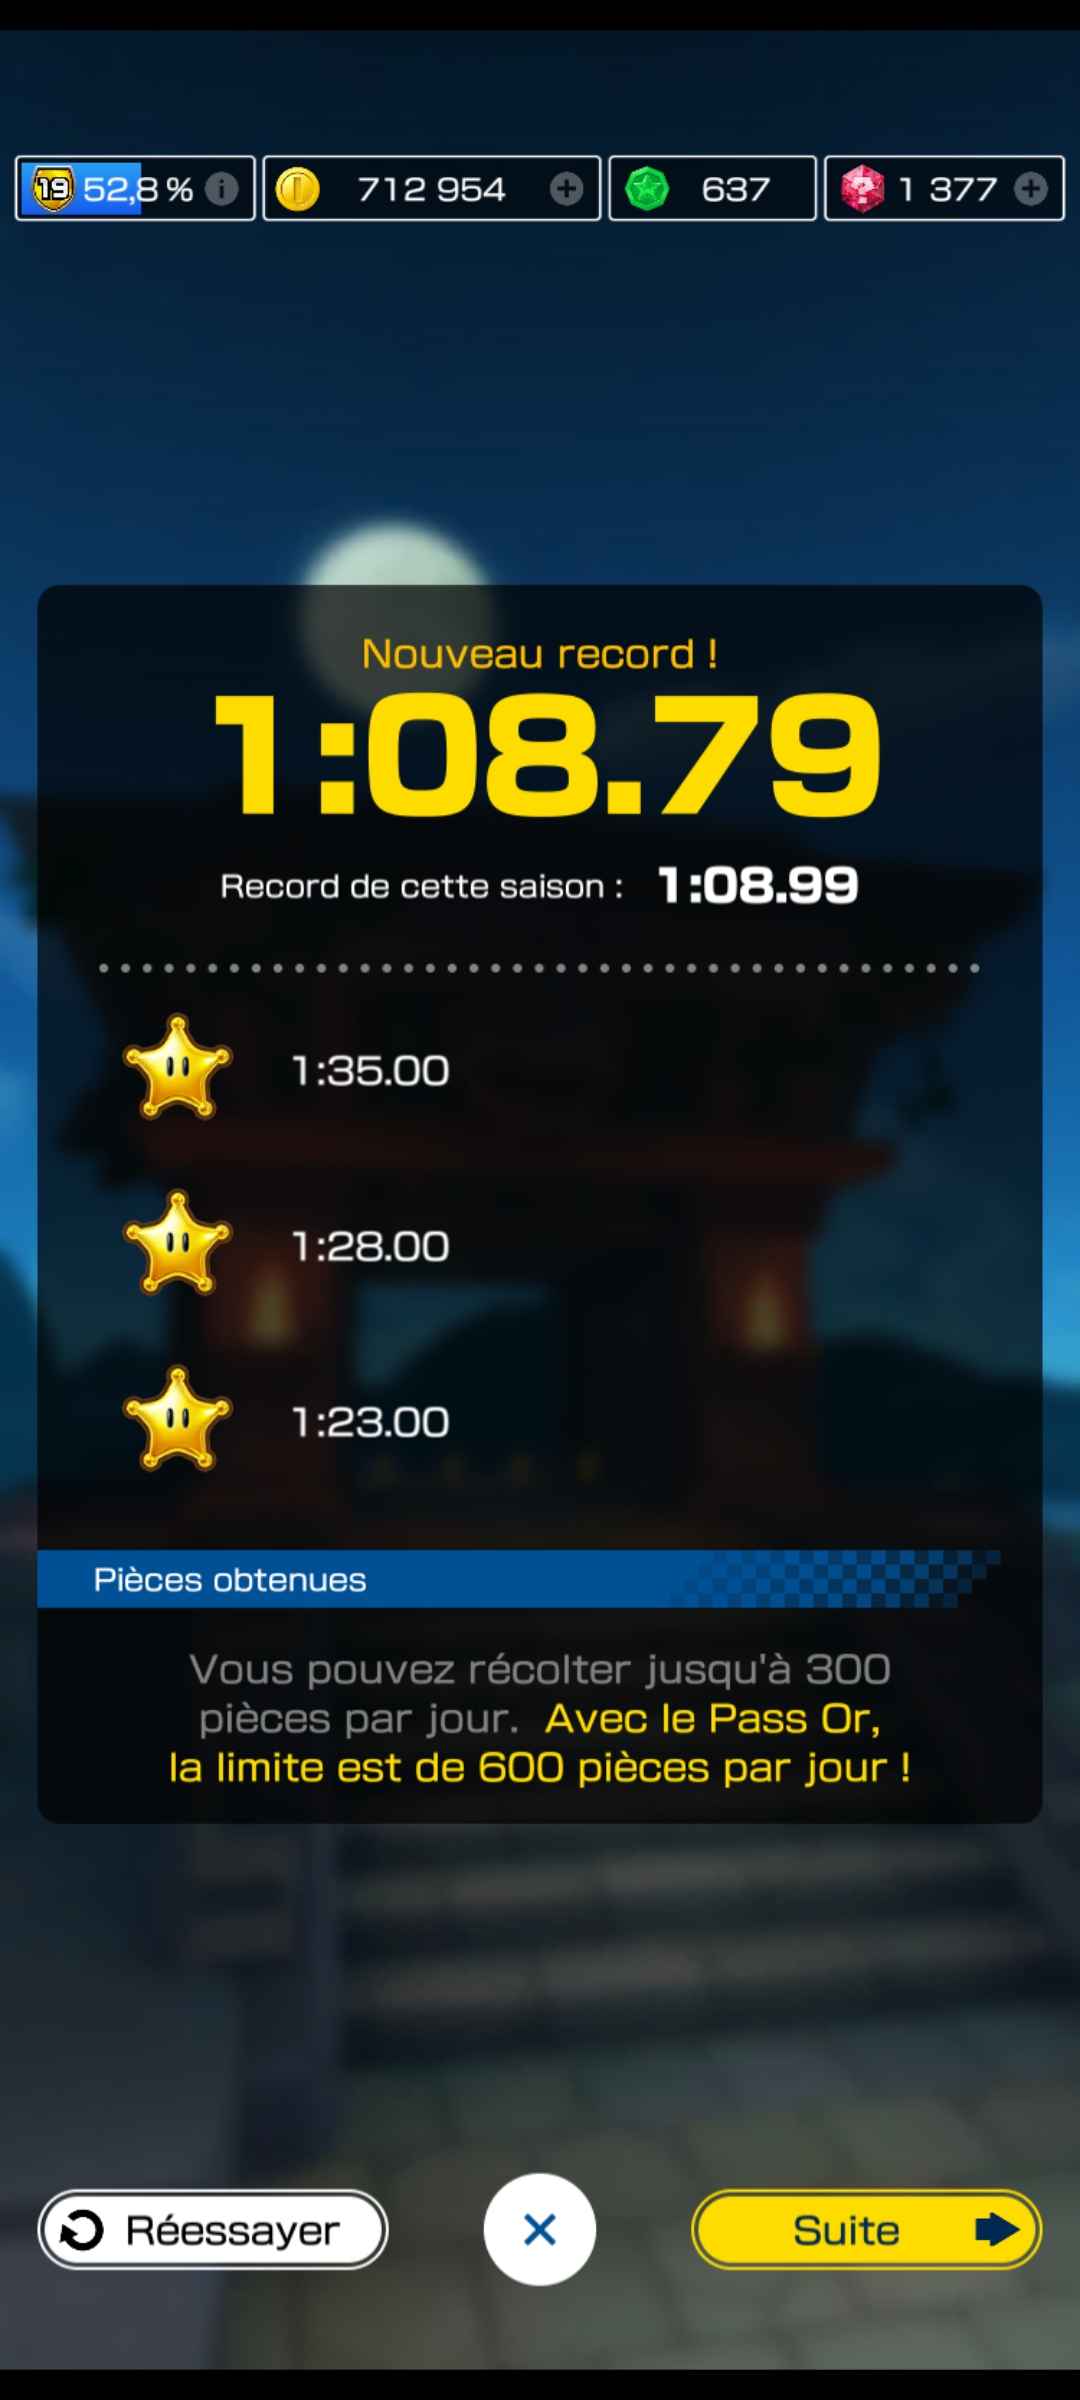 19 52,8 % i 712 954 + 637 ? 1 377 +
Nouveau record !
1:08.79
Record de cette saison : 1:08.99
1:35.00
1:28.00
1:23.00
Pièces obtenues
Vous pouvez récolter jusqu'à 300
pièces par jour. Avec le Pass Or,
la limite est de 600 pièces par jour !
Réessayer × Suite